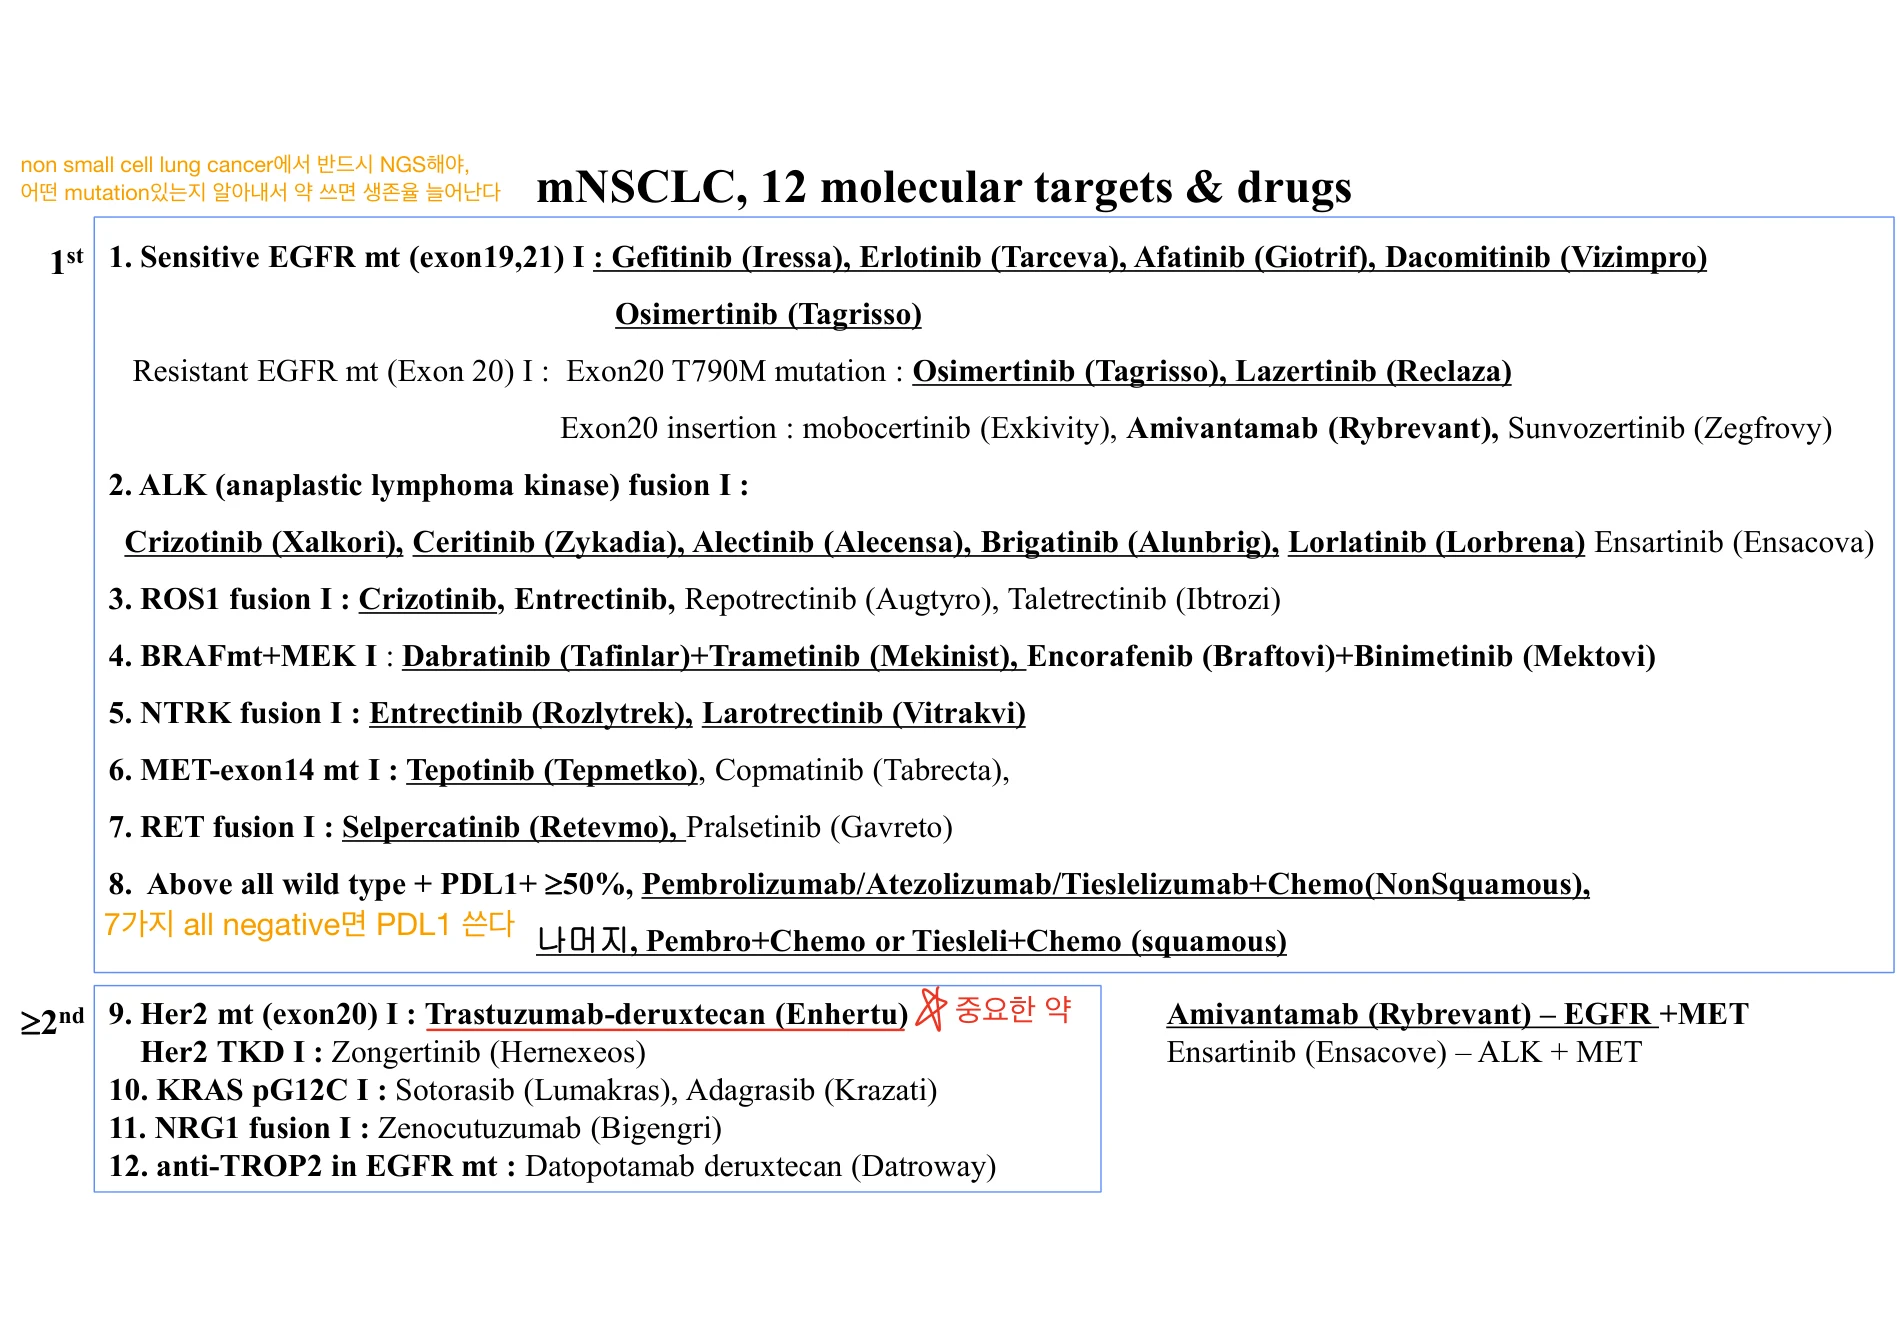 non small cell lung cancer에서 반드시 NGS해야,
어떤 mutation있는지 알아내서 약 쓰면 생존율 늘어난다
mNSCLC, 12 molecular targets & drugs
1st
1. Sensitive EGFR mt (exon19,21) I : Gefitinib (Iressa), Erlotinib (Tarceva), Afatinib (Giotrif), Dacomitinib (Vizimpro)
Osimertinib (Tagrisso)
Resistant EGFR mt (Exon 20) I : Exon20 T790M mutation : Osimertinib (Tagrisso), Lazertinib (Reclaza)
Exon20 insertion : mobocertinib (Exkivity), Amivantamab (Rybrevant), Sunvozertinib (Zegfrovy)
2. ALK (anaplastic lymphoma kinase) fusion I :
Crizotinib (Xalkori), Ceritinib (Zykadia), Alectinib (Alecensa), Brigatinib (Alunbrig), Lorlatinib (Lorbrena) Ensartinib (Ensacova)
3. ROS1 fusion I : Crizotinib, Entrectinib, Repotrectinib (Augtyro), Taletrectinib (Ibtrozi)
4. BRAFmt+MEK I : Dabratinib (Tafinlar)+Trametinib (Mekinist), Encorafenib (Braftovi)+Binimetinib (Mektovi)
5. NTRK fusion I : Entrectinib (Rozlytrek), Larotrectinib (Vitrakvi)
6. MET-exon14 mt I : Tepotinib (Tepmetko), Copmatinib (Tabrecta),
7. RET fusion I : Selpercatinib (Retevmo), Pralsetinib (Gavreto)
8. Above all wild type + PDL1+ ≥50%, Pembrolizumab/Atezolizumab/Tieslelizumab+Chemo(NonSquamous),
7가지 all negative면 PDL1 쓴다
나머지, Pembro+Chemo or Tiesleli+Chemo (squamous)
≥2nd
9. Her2 mt (exon20) I : Trastuzumab-deruxtecan (Enhertu) 중요한 약
Her2 TKD I : Zongertinib (Hernexeos)
10. KRAS pG12C I : Sotorasib (Lumakras), Adagrasib (Krazati)
11. NRG1 fusion I : Zenocutuzumab (Bigengri)
12. anti-TROP2 in EGFR mt : Datopotamab deruxtecan (Datroway)
Amivantamab (Rybrevant) – EGFR +MET
Ensartinib (Ensacove) – ALK + MET